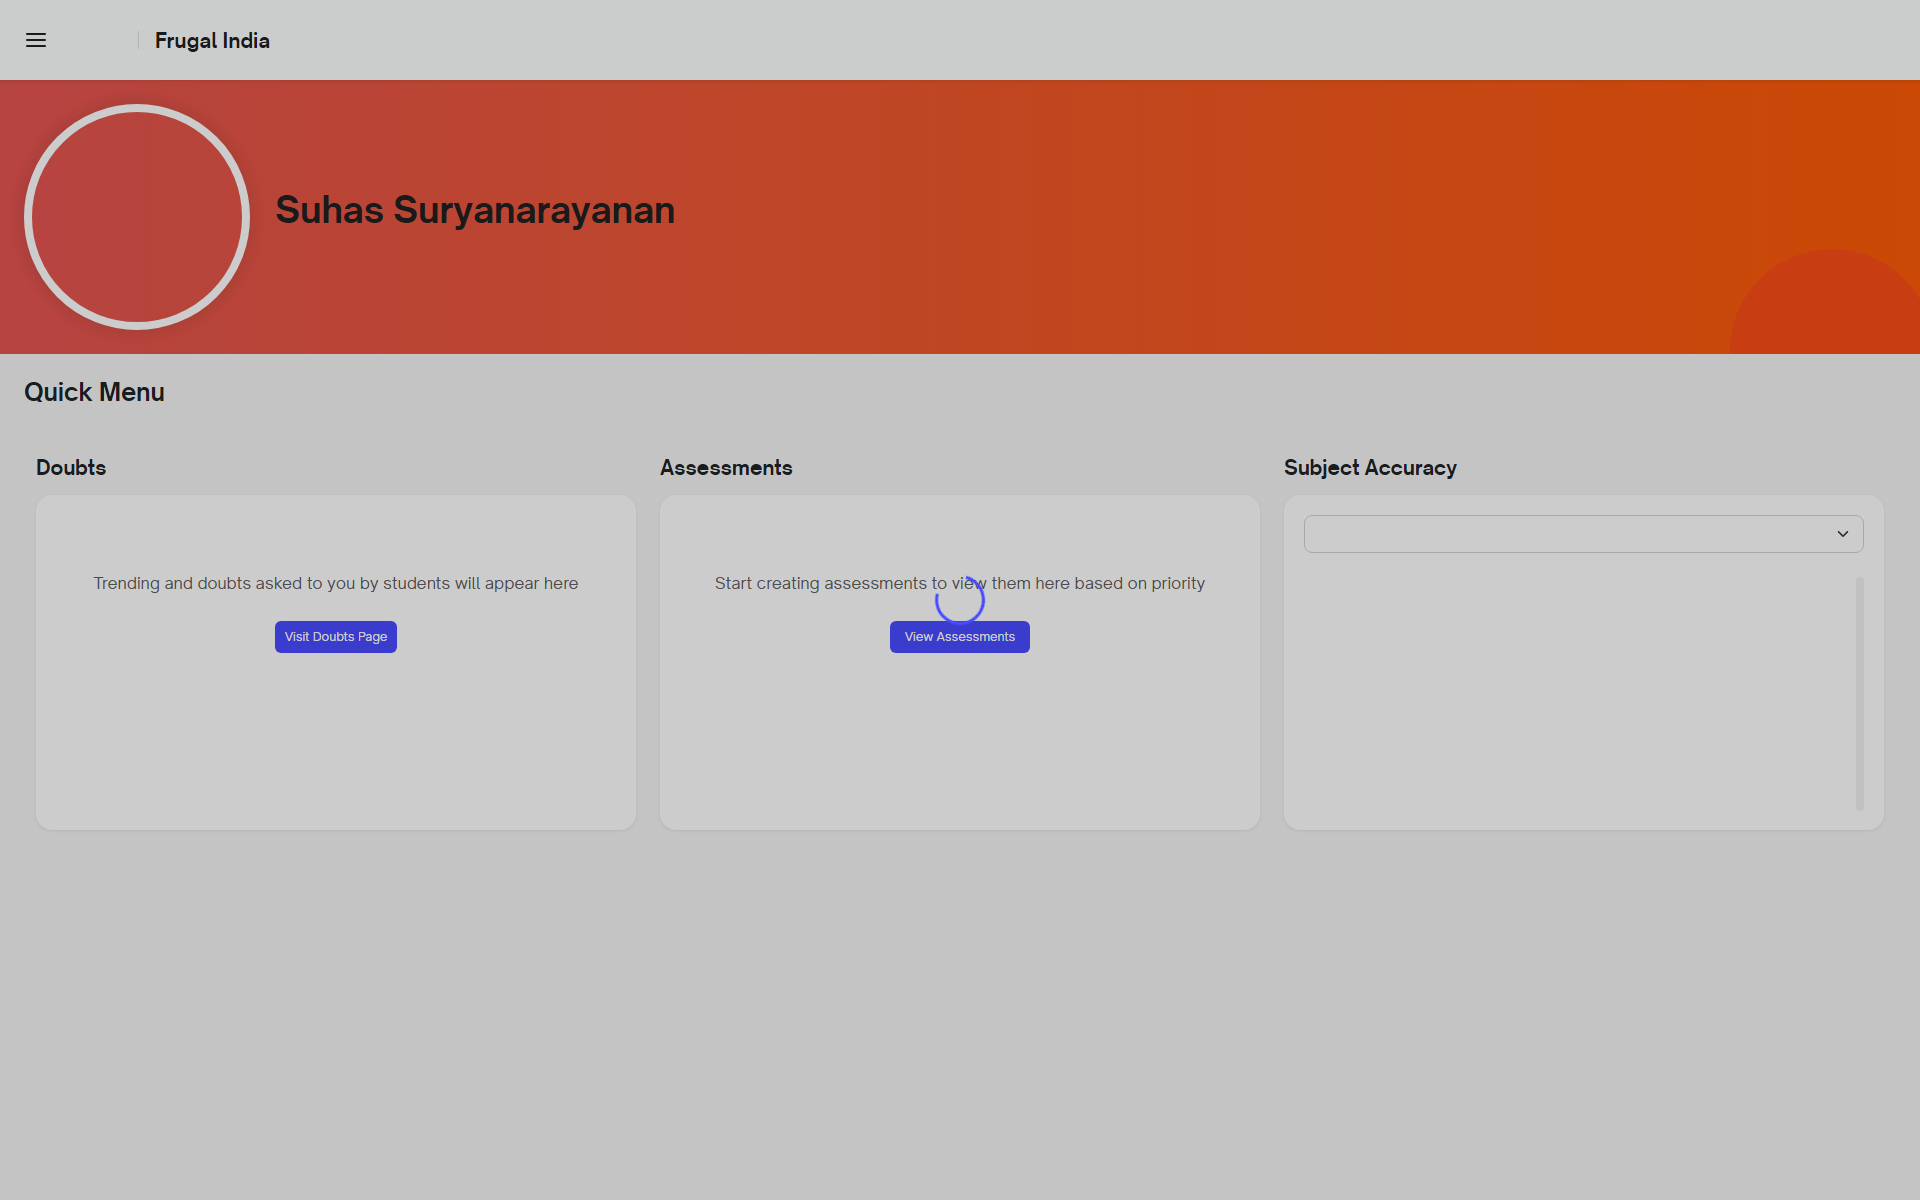 Frugal India
Suhas Suryanarayanan
Quick Menu
Doubts
Trending and doubts asked to you by students will appear here
Visit Doubts Page
Assessments
Start creating assessments to view them here based on priority
View Assessments
Subject Accuracy